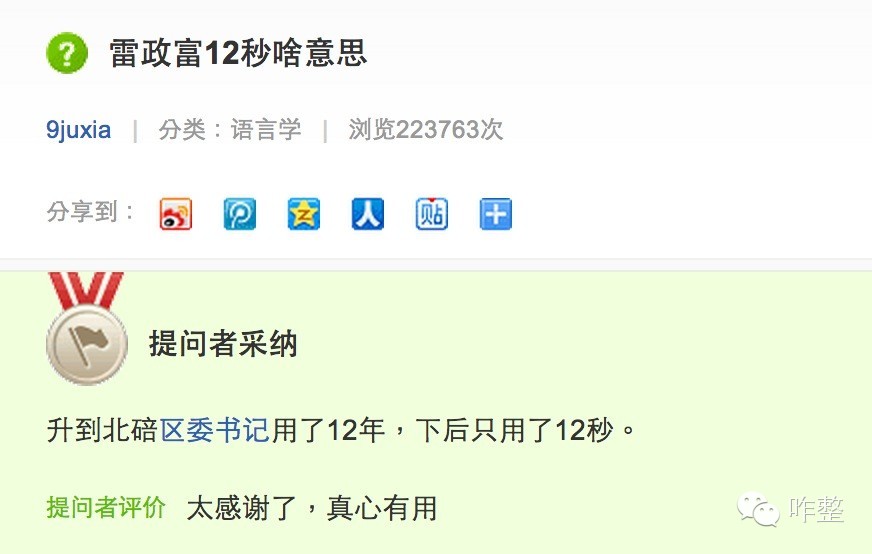 雷政富12秒啥意思
9juxia | 分类：语言学 | 浏览223763次
分享到：
贴
提问者采纳
升到北碚区委书记用了12年，下后只用了12秒。
提问者评价 太感谢了，真心有用
咋整